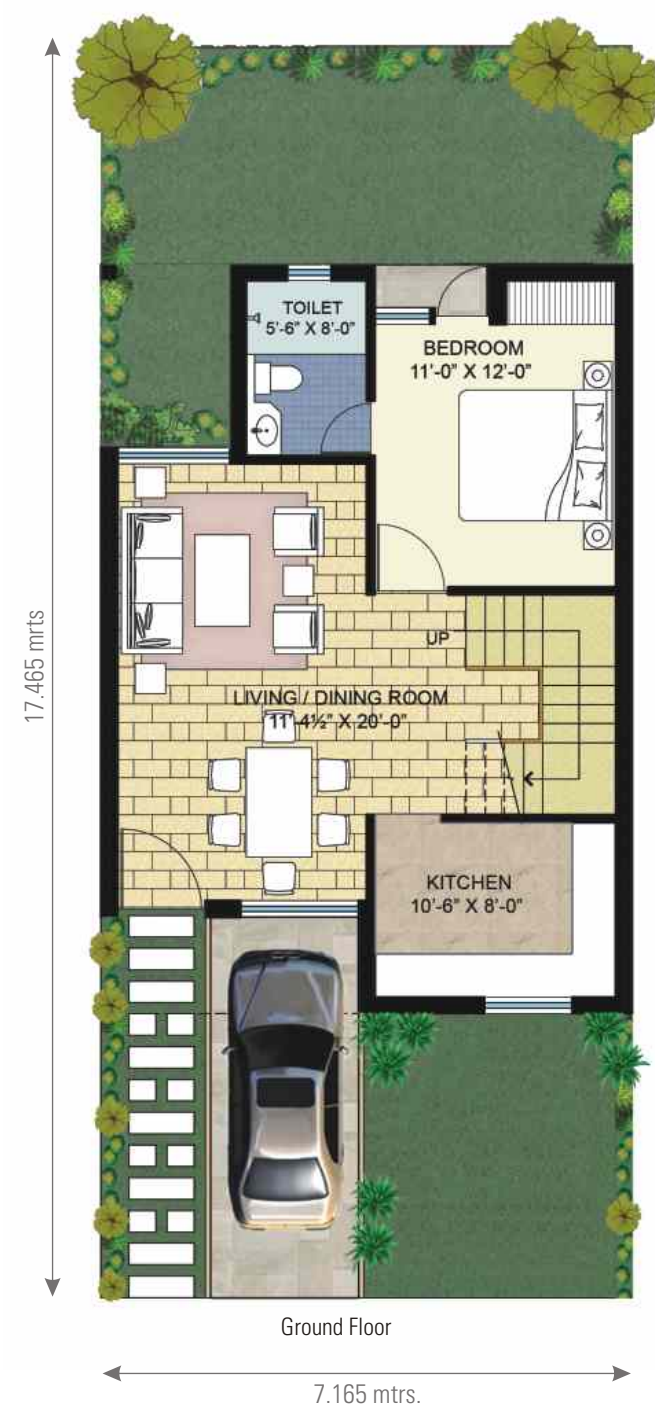 TOILET
5'-6" X 8'-0"
BEDROOM
11'-0" X 12'-0"
17.465 mrts
UP
LIVING / DINING ROOM
11'-4½" X 20'-0"
KITCHEN
10'-6" X 8'-0"
Ground Floor
7.165 mtrs.